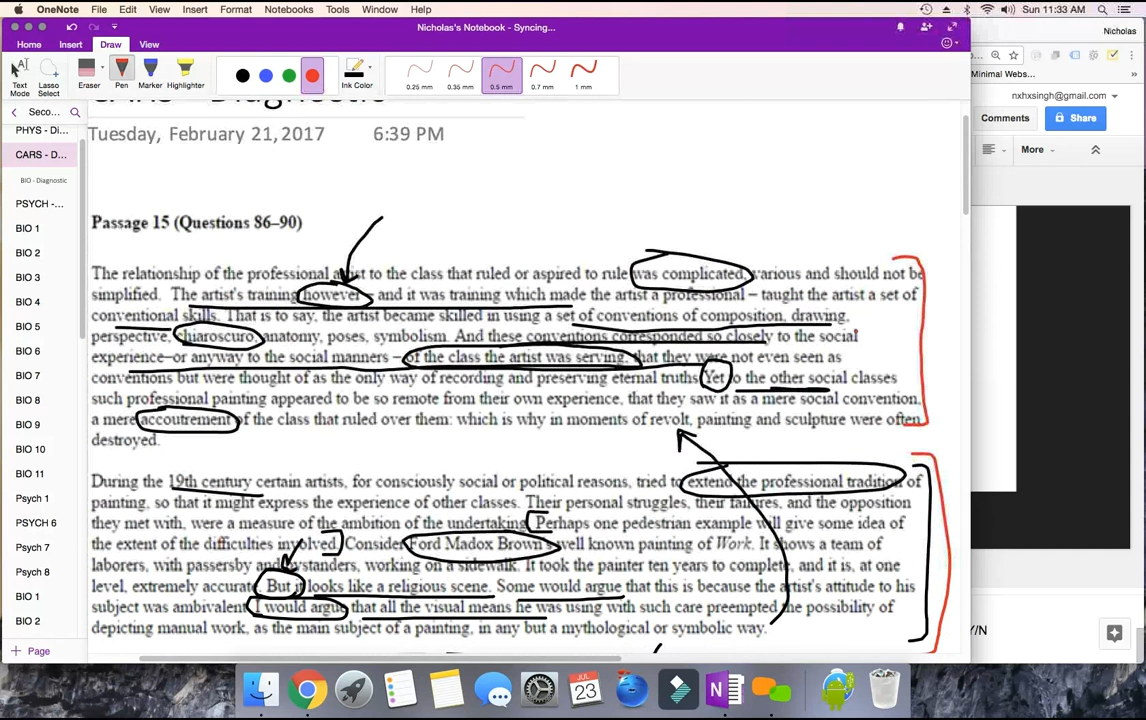 OneNote File Edit View Insert Format Notebooks Tools Window Help Sun 11:33 AM
Nicholas's Notebook - Syncing...
Nicholas
Home Insert Draw View
Text Mode
Lasso Select
Eraser
Pen
Marker
Highlighter
Ink Color
0.25 mm 0.35 mm 0.5 mm 0.7 mm 1 mm
Minimal Webs...
nxhxsingh@gmail.com
Comments Share
More
Seco...
PHYS - Di...
CARS - D...
BIO - Diagnostic
PSYCH -...
BIO 1
BIO 2
BIO 3
BIO 4
BIO 5
BIO 6
BIO 7
BIO 8
BIO 9
BIO 10
BIO 11
Psych 1
PSYCH 6
Psych 7
Psych 8
BIO 1
BIO 2
+ Page
CARS - Diagnostic
Tuesday, February 21, 2017 6:39 PM
Passage 15 (Questions 86–90)
The relationship of the professional artist to the class that ruled or aspired to rule was complicated, various and should not be
simplified. The artist's training however – and it was training which made the artist a professional – taught the artist a set of
conventional skills. That is to say, the artist became skilled in using a set of conventions of composition, drawing,
perspective, chiaroscuro, anatomy, poses, symbolism. And these conventions corresponded so closely to the social
experience–or anyway to the social manners – of the class the artist was serving, that they were not even seen as
conventions but were thought of as the only way of recording and preserving eternal truths. Yet to the other social classes
such professional painting appeared to be so remote from their own experience, that they saw it as a mere social convention,
a mere accoutrement of the class that ruled over them: which is why in moments of revolt, painting and sculpture were often
destroyed.
During the 19th century certain artists, for consciously social or political reasons, tried to extend the professional tradition of
painting, so that it might express the experience of other classes. Their personal struggles, their failures, and the opposition
they met with, were a measure of the ambition of the undertaking. Perhaps one pedestrian example will give some idea of
the extent of the difficulties involved. Consider Ford Madox Brown's well known painting of Work. It shows a team of
laborers, with passersby and bystanders, working on a sidewalk. It took the painter ten years to complete, and it is, at one
level, extremely accurate. But it looks like a religious scene. Some would argue that this is because the artist's attitude to his
subject was ambivalent. I would argue that all the visual means he was using with such care preempted the possibility of
depicting manual work, as the main subject of a painting, in any but a mythological or symbolic way.
Y/N
JUL
23